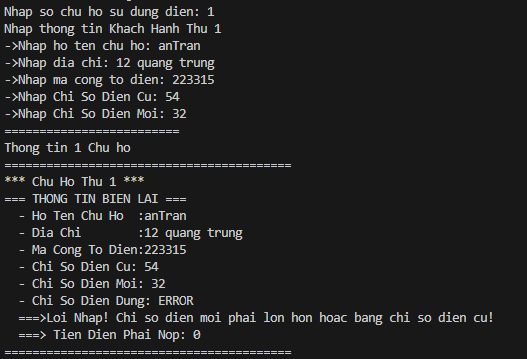 Nhap so chu ho su dung dien: 1
Nhap thong tin Khach Hanh Thu 1
->Nhap ho ten chu ho: anTran
->Nhap dia chi: 12 quang trung
->Nhap ma cong to dien: 223315
->Nhap Chi So Dien Cu: 54
->Nhap Chi So Dien Moi: 32
=========================
Thong tin 1 Chu ho
=========================================
*** Chu Ho Thu 1 ***
=== THONG TIN BIEN LAI ===
- Ho Ten Chu Ho  :anTran
- Dia Chi        :12 quang trung
- Ma Cong To Dien:223315
- Chi So Dien Cu: 54
- Chi So Dien Moi: 32
- Chi So Dien Dung: ERROR
===>Loi Nhap! Chi so dien moi phai lon hon hoac bang chi so dien cu!
===> Tien Dien Phai Nop: 0
=========================================